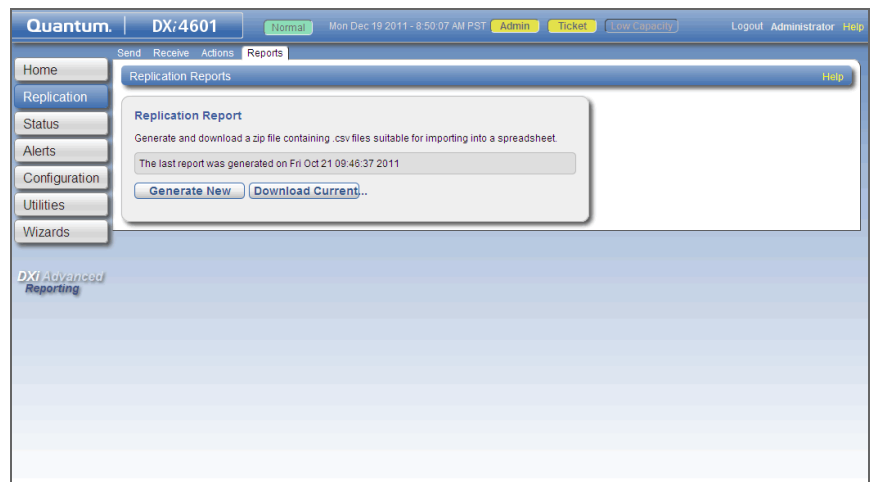 Quantum. | DXi4601 Normal Mon Dec 19 2011 - 8:50:07 AM PST Admin Ticket Low Capacity Logout Administrator Help
Send Receive Actions Reports
Home
Replication
Status
Alerts
Configuration
Utilities
Wizards
DXi Advanced
Reporting
Replication Reports Help
Replication Report
Generate and download a zip file containing .csv files suitable for importing into a spreadsheet.
The last report was generated on Fri Oct 21 09:46:37 2011
Generate New Download Current...